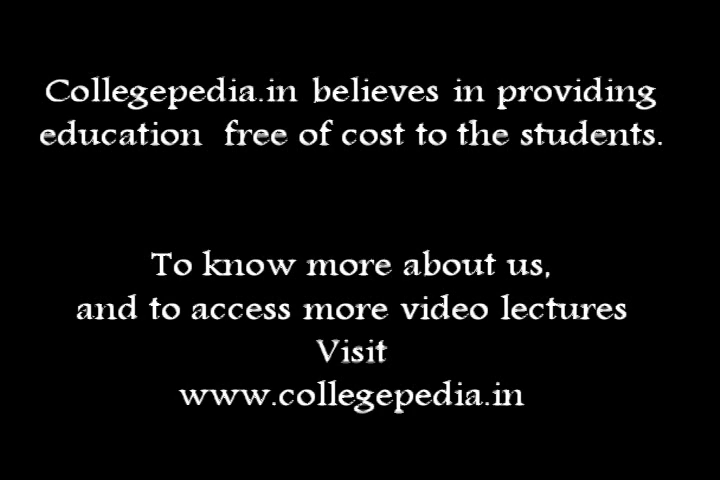 Collegepedia.in believes in providing
education free of cost to the students.
To know more about us,
and to access more video lectures
Visit
www.collegepedia.in